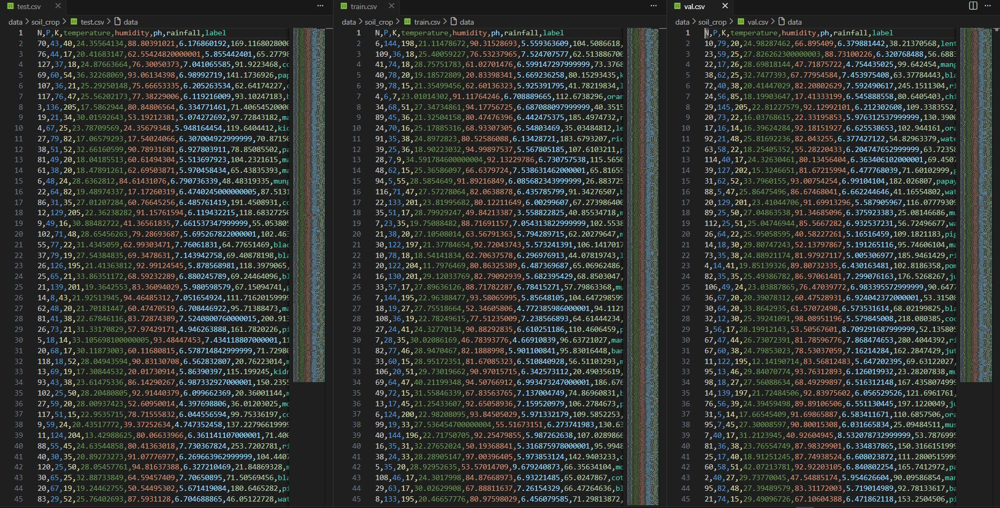 test.csv
data > soil_crop > test.csv > data
1 N,P,K,temperature,humidity,ph,rainfall,label
2 70,43,40,24.35564134,88.80391021,6.176860192,169.1168028000
3 76,44,17,20.41683147,62.55424820000001,5.855442401,65.27798
4 127,37,18,24.87663664,76.30050373,7.041065585,91.9223468,co
5 69,60,54,36.32268069,93.06134398,6.98992719,141.1736926,pap
6 107,36,21,25.29250148,75.66653335,6.205263534,62.64174227,c
7 117,76,47,25.56202173,77.38229006,6.119216009,93.10247183,b
8 3,136,205,17.5862944,80.84806564,6.334771461,71.40654520000
9 19,21,34,30.01592643,53.19212381,5.074272692,97.72843182,ma
10 4,67,25,23.78709569,24.35679348,5.948164454,119.6404412,kid
11 27,79,82,17.06579293,17.54024066,6.307004922999999,70.87150
12 38,51,52,32.66160599,90.78931681,6.927803911,78.85085502,pa
13 81,49,20,18.04185513,60.61494304,5.513697923,104.2321615,ma
14 61,38,20,18.47891261,62.69503871,5.970458434,65.43835393,ma
15 6,48,24,28.6362812,84.61431076,6.790736339,48.48319335,mung
16 22,64,82,19.48974337,17.17260319,6.4740245000000005,87.5131
17 86,31,35,27.01207284,60.76645256,6.485761419,191.4508931,co
18 12,129,205,22.36238282,91.15761594,6.119432215,118.68327250
19 9,49,16,30.88482722,41.36561835,7.661537347999999,55.053805
20 102,71,48,28.65456263,79.28693687,5.695267822000001,102.463
21 55,77,22,31.4345059,62.99303471,7.76061831,64.77651469,blac
22 37,79,19,27.54835838,69.3478631,7.143942758,69.40878198,bla
23 26,126,195,21.41363812,92.99124545,5.878568981,118.3979065,
24 25,65,21,33.86351172,68.59232289,6.880245789,69.24464096,bl
25 21,139,201,19.3642553,83.36094029,5.980598579,67.15094741,g
26 14,8,43,21.92513945,94.46485312,7.051654924,111.71620159999
27 62,48,20,21.70181447,60.47470519,6.708446922,95.71388473,ma
28 81,41,38,22.67846116,83.72874389,7.5240800760000015,200.913
29 26,73,21,31.33170829,57.97429171,4.946263888,161.7820226,pi
30 5,18,14,33.105698100000005,93.48447453,7.434118807000001,11
31 20,68,17,30.11873003,60.11680815,6.578714842999999,71.72980
32 118,18,52,28.04943594,90.83130708,6.562832807,20.76223014,m
33 13,69,19,17.30844532,20.01730914,5.86390397,115.199245,kidn
34 93,43,38,23.61475336,86.14290267,6.987332927000001,150.2355
35 102,25,50,28.20480805,92.91440379,6.099662369,20.36001144,m
36 27,59,20,28.00937423,52.60950014,4.397698806,36.01203025,mo
37 117,51,15,22.9535715,78.71555832,6.044556594,99.75336197,co
38 9,59,24,20.43517772,39.37252634,4.747352458,137.22796619999
39 11,124,204,13.42988625,80.06633966,6.361141107000001,71.400
40 88,55,45,24.63544858,80.41363018,7.730367824,253.7202781,ri
41 40,30,35,20.89273273,91.07776977,6.269663962999999,104.4407
42 120,25,50,28.05457761,94.81637388,6.327210469,21.84869328,m
43 30,65,25,32.88733849,64.59457409,7.70650895,71.50569456,bla
44 20,67,19,19.24462755,50.54495302,5.671419084,180.6465282,pi
45 83,29,52,25.76402693,87.5931128,6.704688865,46.05122728,wat
train.csv
data > soil_crop > train.csv > data
1 N,P,K,temperature,humidity,ph,rainfall,label
2 6,144,198,21.11478672,90.31528693,5.559363609,104.5086618,
3 109,36,18,25.40059227,76.53237965,7.524707577,62.513886700
4 41,74,18,28.75751783,61.02701476,6.599147297999999,73.3768
5 40,78,20,19.18572809,20.83398341,5.669236258,80.15293435,k
6 39,78,15,21.35499456,62.60136323,5.925391795,41.78219834,l
7 4,6,7,23.01014302,91.11764246,6.708889665,112.6738296,oran
8 34,68,51,27.34734861,94.17756725,6.687088097999999,40.3515
9 89,45,36,21.32504158,80.47476396,6.442475375,185.4974732,r
10 24,70,16,25.17885316,68.93307305,6.54803469,35.03484812,le
11 91,35,38,24.8972823,80.52586088,6.13428721,183.6793207,ric
12 39,25,36,18.90223032,94.99897537,5.567805185,107.6103211,p
13 28,7,9,34.591784600000004,92.13229786,6.730757538,115.5650
14 48,62,15,25.36586097,66.6379724,7.538631462000001,65.81655
15 94,5,55,28.5854649,91.89216849,6.085682343999999,26.883725
16 116,71,47,27.57278064,82.0638878,6.435785799,91.34276507,b
17 22,133,201,23.81995682,80.12211649,6.00299607,67.273986400
18 35,51,17,28.79929247,49.84213387,3.558822825,40.85534718,m
19 7,23,35,19.75088482,88.71691157,7.054313822999999,102.5538
20 21,38,20,27.10508014,63.56791363,5.794289715,62.20279647,m
21 30,122,197,21.37784654,92.72043743,5.573241391,106.1417017
22 10,78,18,18.54141834,62.70637578,6.296976913,44.07819743,l
23 20,122,204,11.7976469,80.86325389,6.487369687,65.06962486,
24 16,130,201,29.12033769,82.79092939,5.682395429,68.8503047,
25 33,57,17,27.89636126,88.71782287,6.78415271,57.79863368,mu
26 7,144,195,22.96388477,93.58065995,5.85648105,104.647298599
27 18,19,27,27.75518664,52.34605806,4.772385986000001,94.1121
28 108,36,19,22.78249615,77.51235009,7.238566893,64.61444234,
29 27,24,41,24.32770134,90.88292835,6.610251186,110.4606459,p
30 7,28,35,30.02086169,46.78393776,4.66910839,96.63721027,man
31 82,77,46,28.9470467,82.1888998,5.901100841,95.83016448,ban
32 33,60,15,28.95172351,81.67085323,6.510840928,56.51103293,m
33 106,20,51,29.73019662,90.97015715,6.342573112,20.49035619,
34 69,64,47,40.21199348,94.50766912,6.993473247000001,186.676
35 49,72,15,31.55846339,67.83563765,7.137004749,74.86960831,b
36 13,17,45,21.25433607,92.65058936,7.159520979,106.2784673,p
37 6,124,200,22.98208095,93.84505029,5.971332179,109.5852253,
38 99,19,33,27.536454700000004,55.51673151,6.273741983,130.63
39 40,144,196,22.71750705,92.25479855,5.987262638,107.0289866
40 16,35,31,32.27652024,50.19368841,5.316875978000001,95.9948
41 38,24,33,28.28905147,97.00396405,5.973853124,142.9403233,c
42 5,35,20,28.92952635,53.57014709,9.679240873,66.35634104,mo
43 108,46,17,24.3017998,84.87668973,6.93221485,65.0247867,cot
44 29,63,17,30.02629908,67.88811637,7.26154329,66.47264636,bl
45 8,133,195,20.46657776,80.97598029,6.456079585,71.29813872,
val.csv
data > soil_crop > val.csv > data
1 N,P,K,temperature,humidity,ph,rainfall,label
2 10,79,20,24.98287462,66.895409,6.379881442,38.21370568,lent
3 23,59,25,27.826262300000003,88.73100226,6.320768488,56.6883
4 22,17,26,28.69818144,47.71875722,4.754435025,99.642454,mang
5 38,62,25,32.7477393,67.77954584,7.453975408,63.37784443,bla
6 72,40,38,20.41447029,82.20802629,7.592490617,245.1511304,ri
7 24,56,85,18.19903647,17.41333199,6.545888558,80.6405403,chi
8 29,145,205,22.81227579,92.12992101,6.212302608,109.3383552,
9 20,73,22,16.03768615,22.33195853,5.976312537999999,130.3900
10 17,16,14,16.39624284,92.18151927,6.625538653,102.944161,ora
11 92,21,48,25.81692236,82.043255,6.377427122,54.82963379,wate
12 63,58,22,18.25405352,55.28220433,6.204747652999999,63.72358
13 114,40,17,24.32630461,80.13456404,6.363406102000001,69.4507
14 39,127,202,15.3246651,81.67215994,6.477768039,71.60102999,g
15 31,62,52,33.7960155,93.00754254,6.99104104,182.026807,papay
16 88,5,47,25.86475496,86.67468041,6.662244646,41.16554802,wat
17 20,129,201,23.41044706,91.69913296,5.587905967,116.07779309
18 89,25,50,27.04863538,91.34685096,6.375923383,25.08146686,mu
19 112,25,51,25.04746944,85.5667282,6.932537231,56.72496677,wa
20 26,64,22,25.95058595,40.58227261,5.16516459,109.1821183,pig
21 14,18,30,29.80747243,52.13797867,5.191265116,95.74606104,ma
22 73,35,38,24.88921174,81.97927117,5.005306977,185.9461429,ri
23 4,14,41,19.85139326,89.80732335,6.430163481,102.8186358,pom
24 82,35,35,25.49386782,86.97061481,7.299076163,176.5268267,ju
25 106,49,24,23.03887865,76.47039772,6.983395572999999,90.6477
26 36,67,20,20.39078312,60.47528931,6.924042372000001,53.31508
27 30,64,20,33.8642935,61.57072498,6.573531614,68.02199825,bla
28 32,12,30,25.39241091,98.08951196,5.579845008,218.080385,coc
29 3,56,17,28.19912143,53.50567601,8.709291687999999,52.135805
30 67,47,44,26.73072391,81.78596776,7.868474653,280.4044392,ri
31 67,60,38,24.79853023,78.53037059,7.16214284,162.2847429,jut
32 11,122,195,12.14190714,83.56812483,5.647202395,69.63122027,
33 95,13,46,29.84070774,93.76312893,6.126019932,23.28207838,mu
34 98,18,27,27.56088634,68.49299897,6.516312148,167.4358074999
35 14,139,197,21.72484506,92.83975602,6.056529526,121.6961761,
36 76,56,39,24.39459498,89.89106506,6.551130445,197.1220049,ju
37 31,5,14,17.66545409,91.69865887,6.583411671,110.6857506,ora
38 95,7,45,27.30008597,90.80015308,6.031665834,25.09484511,mus
39 7,40,17,31.2123945,40.92604945,8.532078732999999,53.7876995
40 81,36,38,23.76554749,87.98329901,6.334837865,150.3166151999
41 25,17,40,18.91251245,87.74938524,6.608023872,111.2800515999
42 60,58,51,42.07213781,92.92203105,6.840802254,165.7412972,pa
43 2,40,27,29.73770045,47.54885174,5.954626604,90.09586854,man
44 95,82,48,27.39489579,83.31172003,5.719014989,92.78133617,ba
45 21,74,15,29.49096726,67.10604388,6.471862118,153.2504506,pi